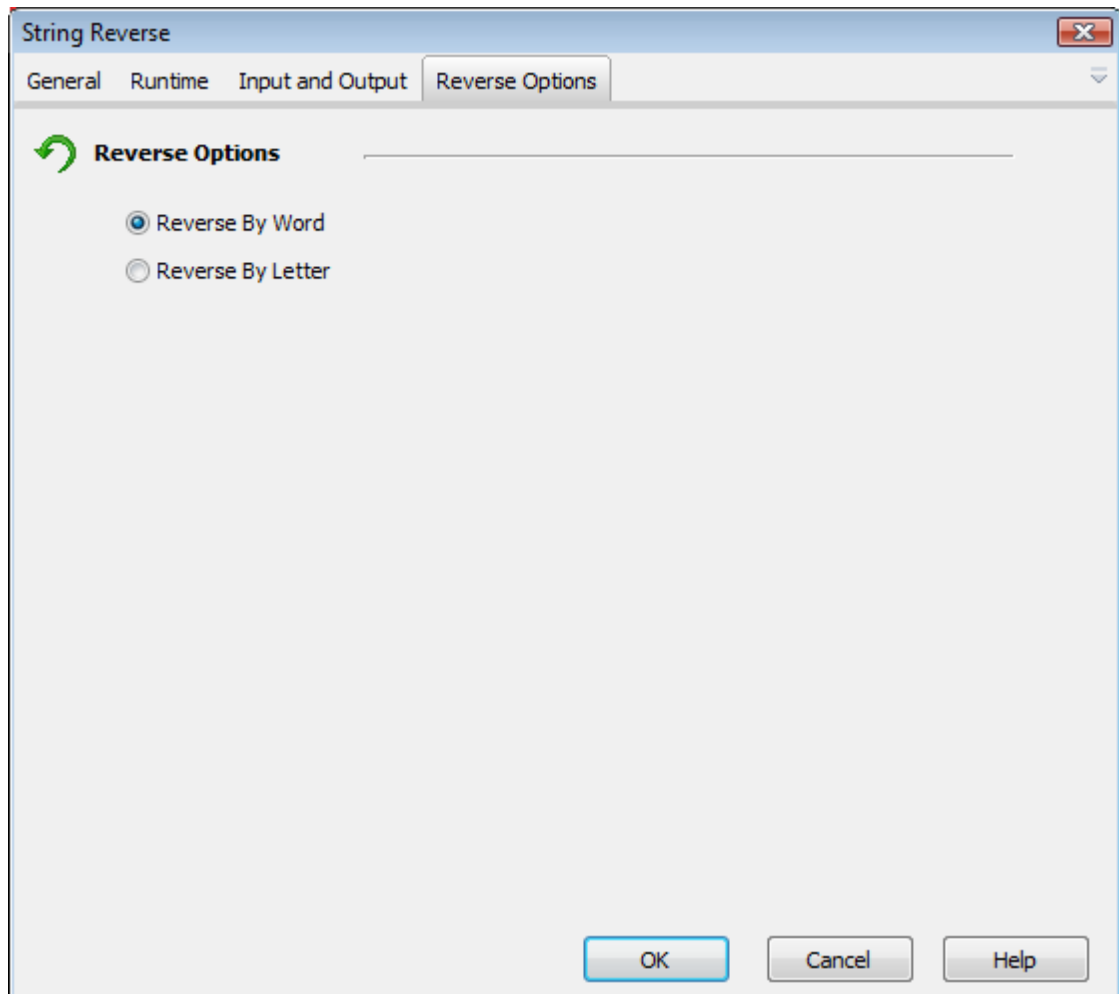 String Reverse
General Runtime Input and Output Reverse Options
Reverse Options
Reverse By Word
Reverse By Letter
OK Cancel Help